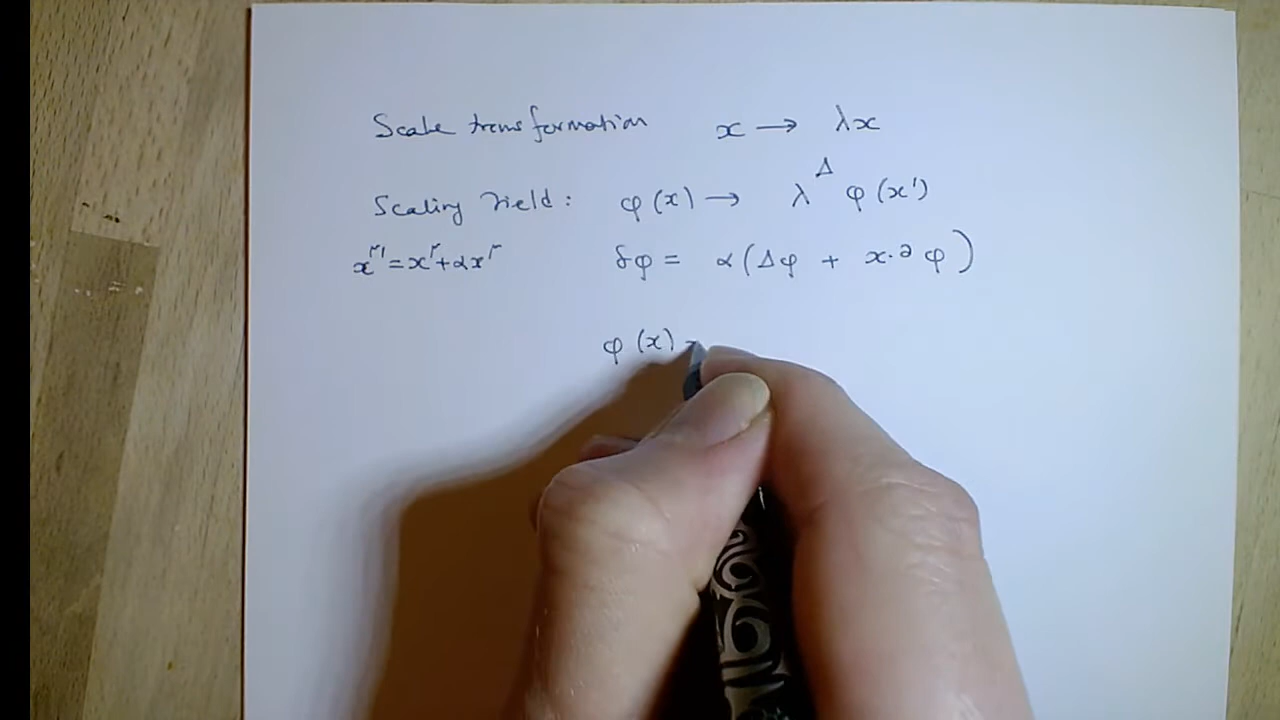 Scale transformation x → λx
Scaling Field: φ(x) → λ^Δ φ(x')
x^μ' = x^μ + αx^μ δφ = α(Δφ + x·∂φ)
φ(x)